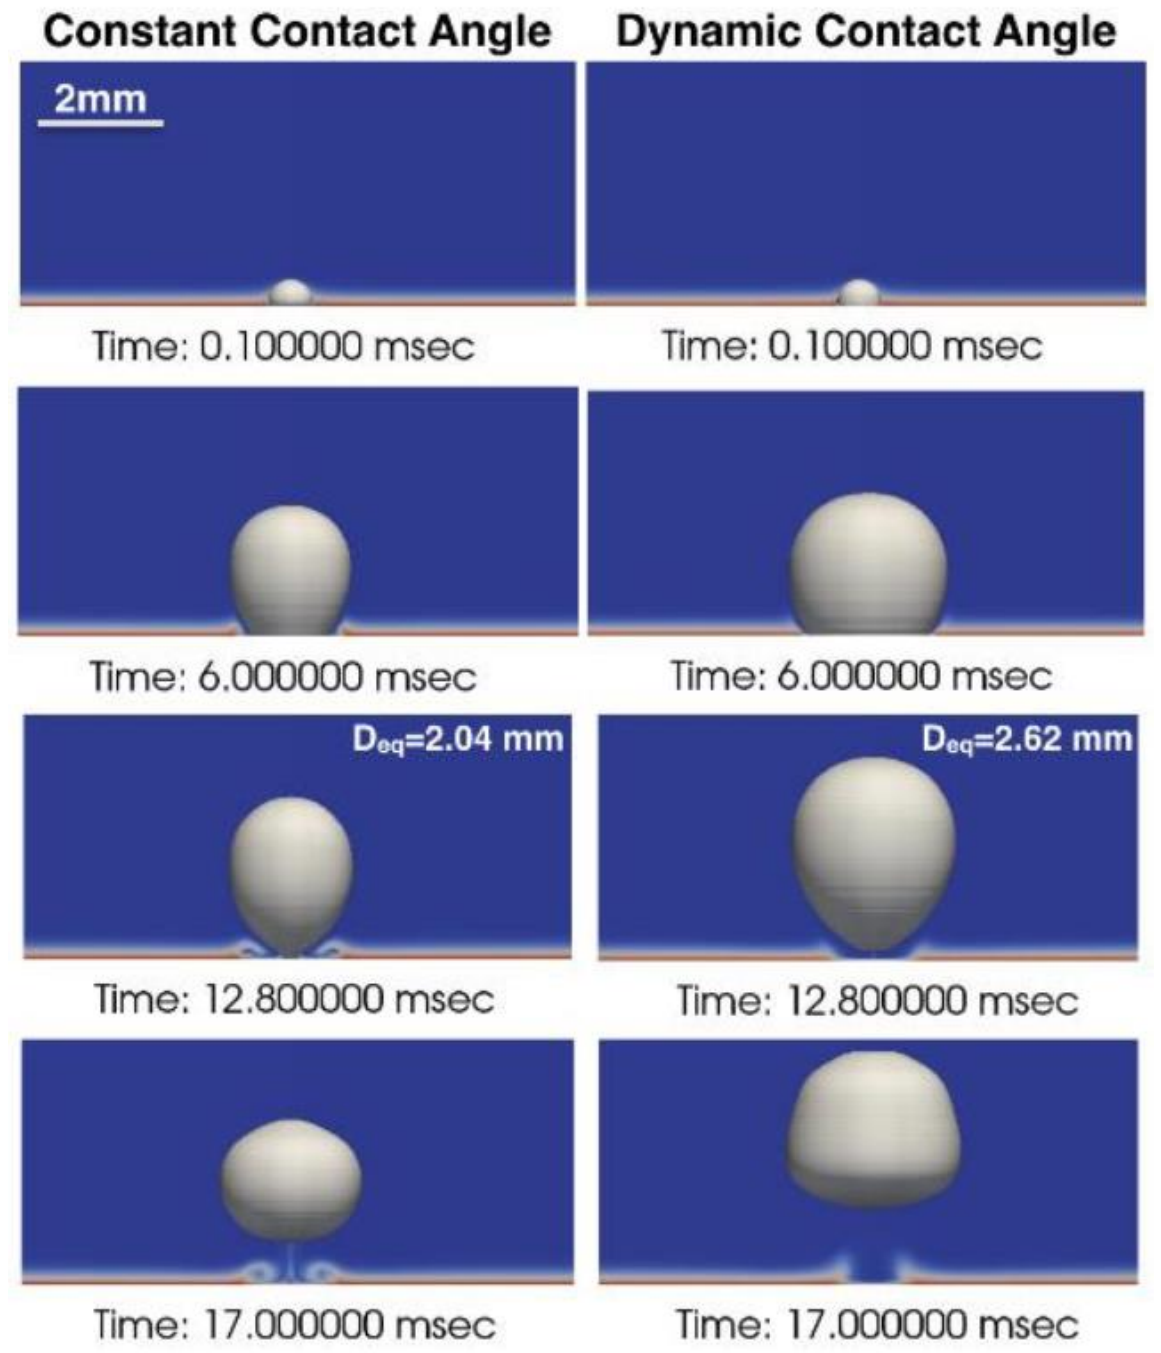 Constant Contact Angle
Dynamic Contact Angle
2mm
Time: 0.100000 msec
Time: 0.100000 msec
Time: 6.000000 msec
Time: 6.000000 msec
Deq=2.04 mm
Deq=2.62 mm
Time: 12.800000 msec
Time: 12.800000 msec
Time: 17.000000 msec
Time: 17.000000 msec